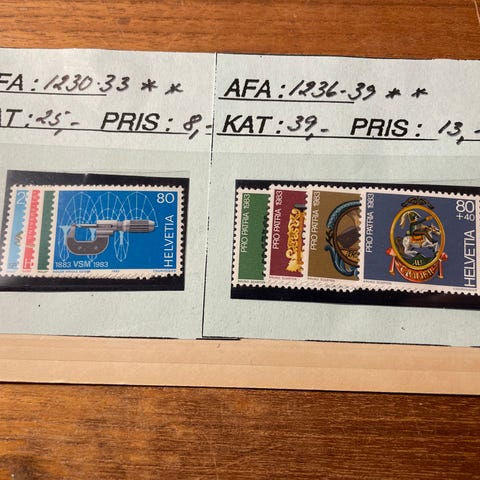 FA : 1230-33 * *
AT : 25,- PRIS : 8,-
80
HELVETIA
1883 VSM 1983
AFA : 1236-39 * *
KAT : 39,- PRIS : 13,-
PRO PATRIA 1983
PRO PATRIA 1983
PRO PATRIA 1983
PRO PATRIA 1983
80
+40
HELVETIA